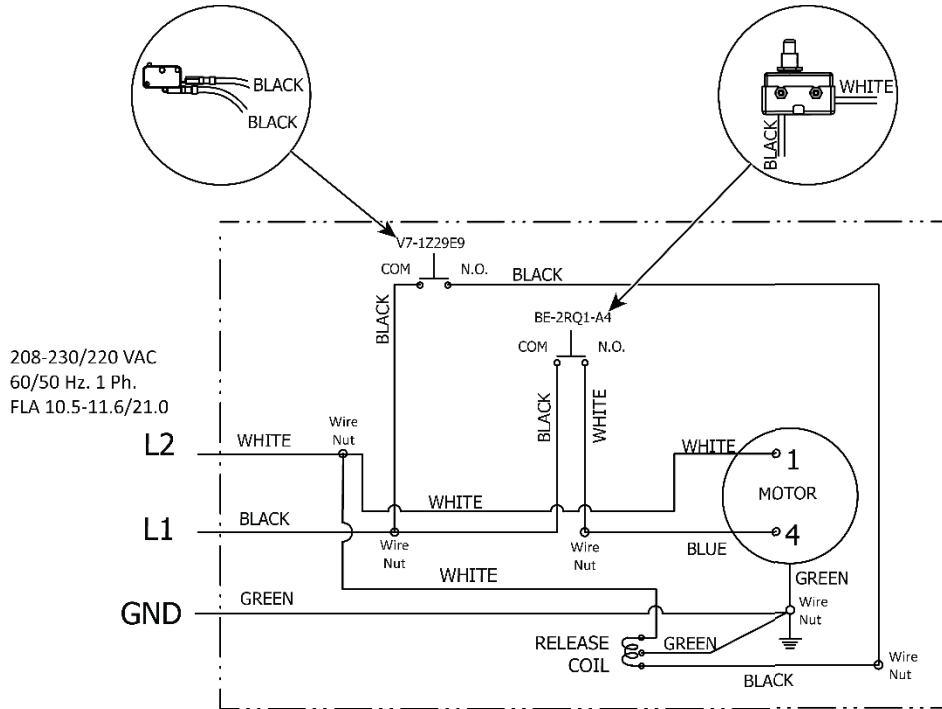 BLACK
BLACK
WHITE
BLACK
V7-1Z29E9
COM
N.O.
BLACK
BLACK
BE-2RQ1-A4
COM
N.O.
BLACK
WHITE
208-230/220 VAC
60/50 Hz. 1 Ph.
FLA 10.5-11.6/21.0
L2
WHITE
Wire
Nut
WHITE
1
MOTOR
WHITE
L1
BLACK
Wire
Nut
Wire
Nut
BLUE
4
WHITE
GREEN
GND
GREEN
Wire
Nut
RELEASE
COIL
GREEN
BLACK
Wire
Nut